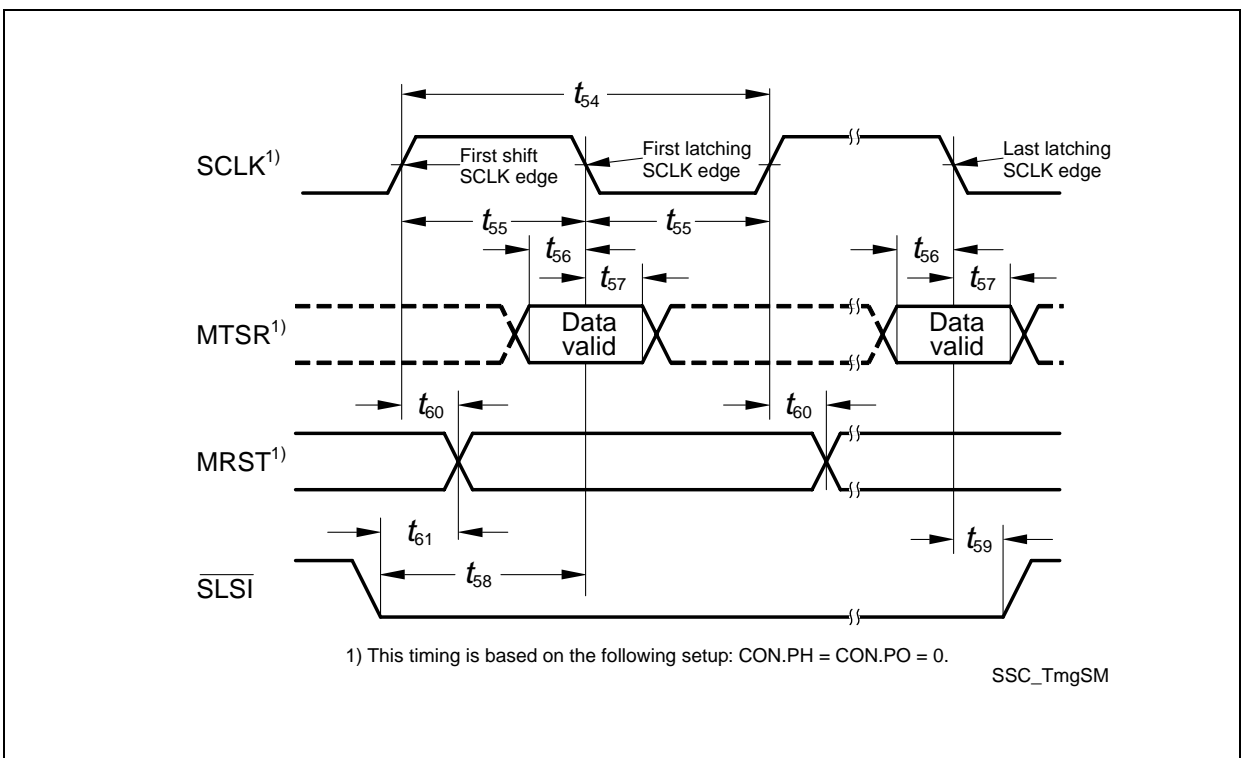 t54
SCLK1)
First shift
SCLK edge
First latching
SCLK edge
Last latching
SCLK edge
t55
t55
t56
t56
t57
t57
MTSR1)
Data
valid
Data
valid
t60
t60
MRST1)
t61
t59
t58
SLSI
1) This timing is based on the following setup: CON.PH = CON.PO = 0.
SSC_TmgSM